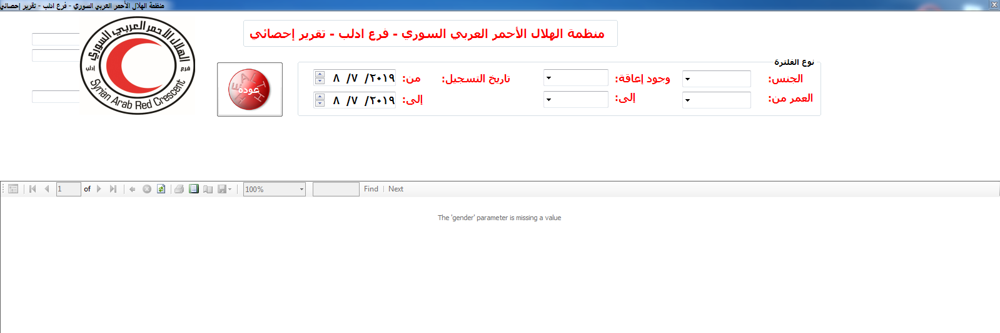 منظمة الهلال الأحمر العربي السوري - فرع ادلب - تقرير إحصائي
منظمة الهلال الأحمر العربي السوري - فرع ادلب - تقرير إحصائي
الهلال الأحمر العربي السوري
فرع إدلب
Syrian Arab Red Crescent
نوع الفلترة
الجنس: وجود إعاقة: تاريخ التسجيل: من: ٨ /٧ /٢٠١٩
العمر من: إلى: إلى: ٨ /٧ /٢٠١٩
HEALTH
عودة
1 of 100% Find | Next
The 'gender' parameter is missing a value